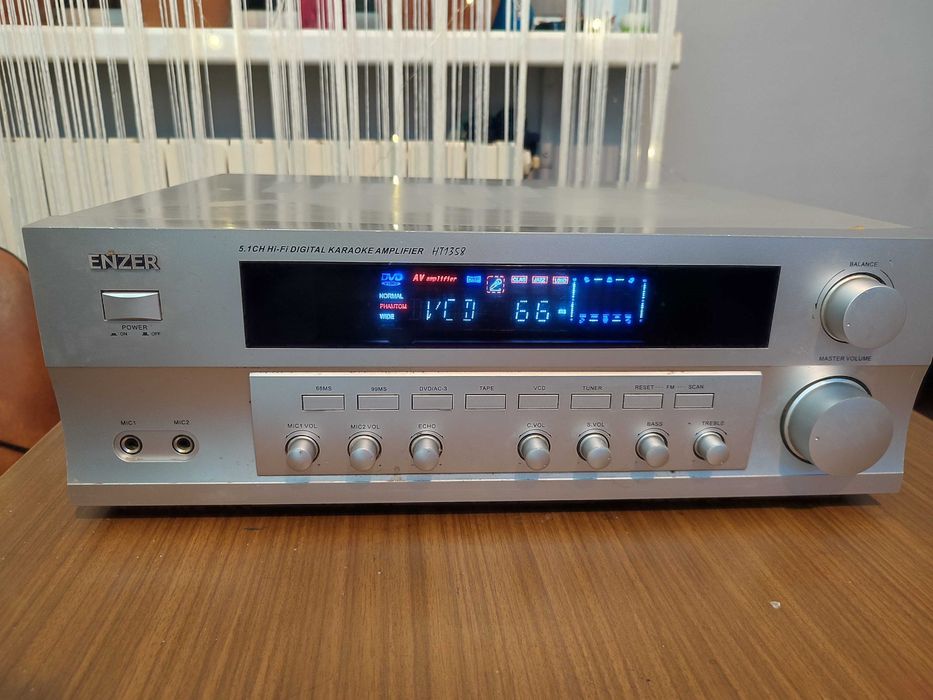 5.1CH Hi-Fi DIGITAL KARAOKE AMPLIFIER HT1358
ENZER
POWER
ON OFF
DVD AV amplifier
NORMAL
PHANTOM
WIDE
VCD 66
BALANCE
MASTER VOLUME
66MS 99MS DVD/AC-3 TAPE VCD TUNER RESET FM SCAN
MIC1 MIC2
MIC1 VOL MIC2 VOL ECHO C.VOL S.VOL BASS TREBLE